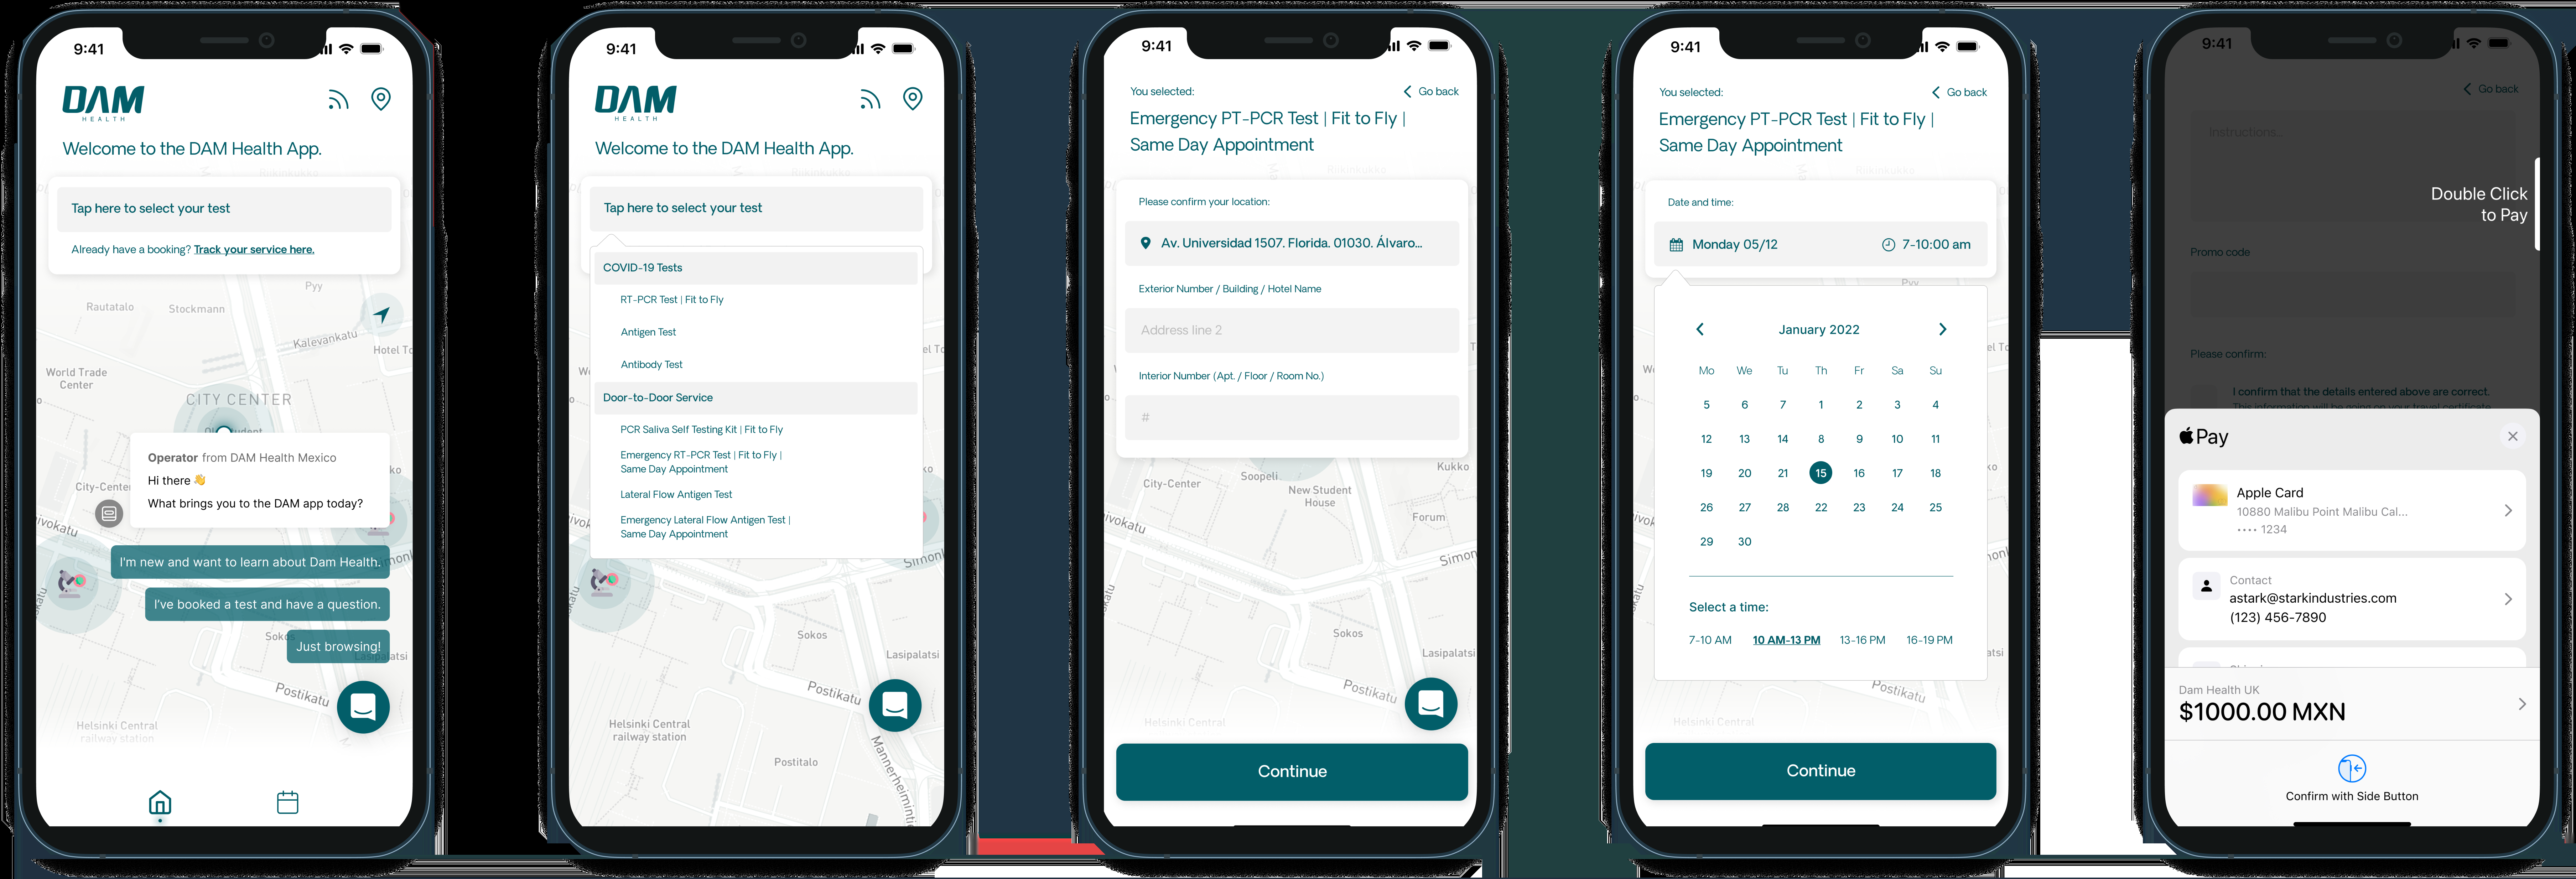 9:41
DAM
HEALTH
Welcome to the DAM Health App.
Tap here to select your test
Already have a booking? Track your service here.
Pyy
Rautatalo
Stockmann
Kalevankatu
Hotel
World Trade
Center
CITY CENTER
Operator from DAM Health Mexico
Hi there 👋
What brings you to the DAM app today?
City-Center
I'm new and want to learn about Dam Health.
I've booked a test and have a question.
Just browsing!
Postikatu
Helsinki Central
railway station
9:41
DAM
HEALTH
Welcome to the DAM Health App.
Tap here to select your test
COVID-19 Tests
RT-PCR Test | Fit to Fly
Antigen Test
Antibody Test
Door-to-Door Service
PCR Saliva Self Testing Kit | Fit to Fly
Emergency RT-PCR Test | Fit to Fly |
Same Day Appointment
Lateral Flow Antigen Test
Emergency Lateral Flow Antigen Test |
Same Day Appointment
Sokos
Lasipalatsi
Postikatu
Helsinki Central
railway station
Postitalo
Mannerheimintie
9:41
You selected:
Go back
Emergency PT-PCR Test | Fit to Fly |
Same Day Appointment
Please confirm your location:
Av. Universidad 1507. Florida. 01030. Álvaro...
Exterior Number / Building / Hotel Name
Address line 2
Interior Number (Apt. / Floor / Room No.)
#
Kukko
City-Center
Soopeli
New Student
House
Forum
Sokos
Lasipalatsi
Postikatu
Helsinki Central
Continue
9:41
You selected:
Go back
Emergency PT-PCR Test | Fit to Fly |
Same Day Appointment
Date and time:
Monday 05/12
7-10:00 am
January 2022
Mo We Tu Th Fr Sa Su
5 6 7 1 2 3 4
12 13 14 8 9 10 11
19 20 21 15 16 17 18
26 27 28 22 23 24 25
29 30
Select a time:
7-10 AM 10 AM-13 PM 13-16 PM 16-19 PM
Postikatu
Helsinki Central
Continue
9:41
Go back
Instructions..
Double Click
to Pay
Promo code
Please confirm:
I confirm that the details entered above are correct.
This information will be going on your travel certificate
Pay
Apple Card
10880 Malibu Point Malibu Cal...
•••• 1234
Contact
astark@starkindustries.com
(123) 456-7890
Dam Health UK
$1000.00 MXN
Confirm with Side Button